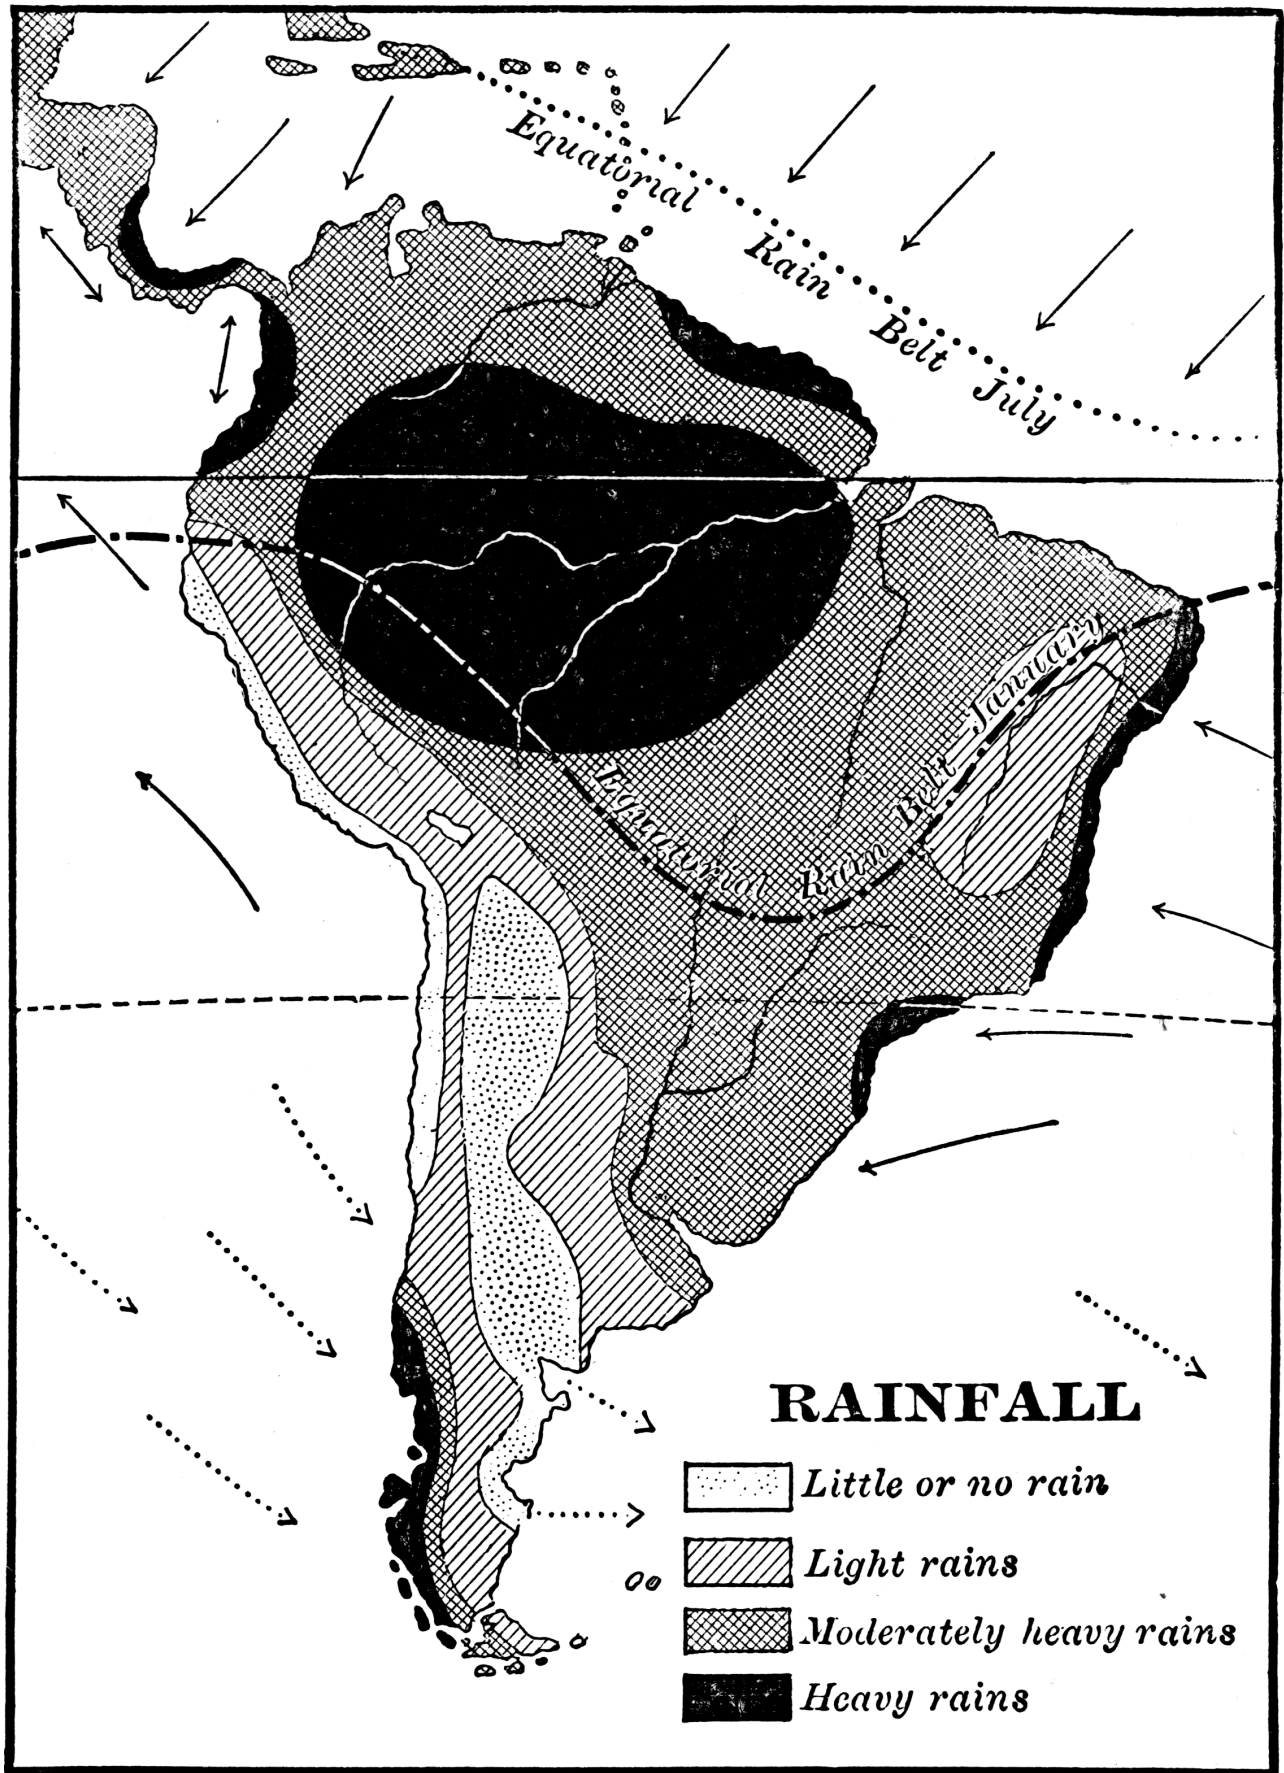 Equatorial Rain Belt July
Equatorial Rain Belt January
RAINFALL
Little or no rain
Light rains
Moderately heavy rains
Heavy rains